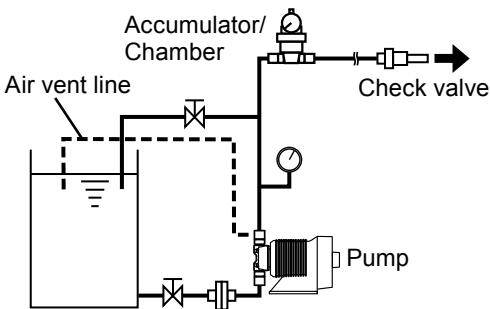 Accumulator/
Chamber
Air vent line
Check valve
Pump